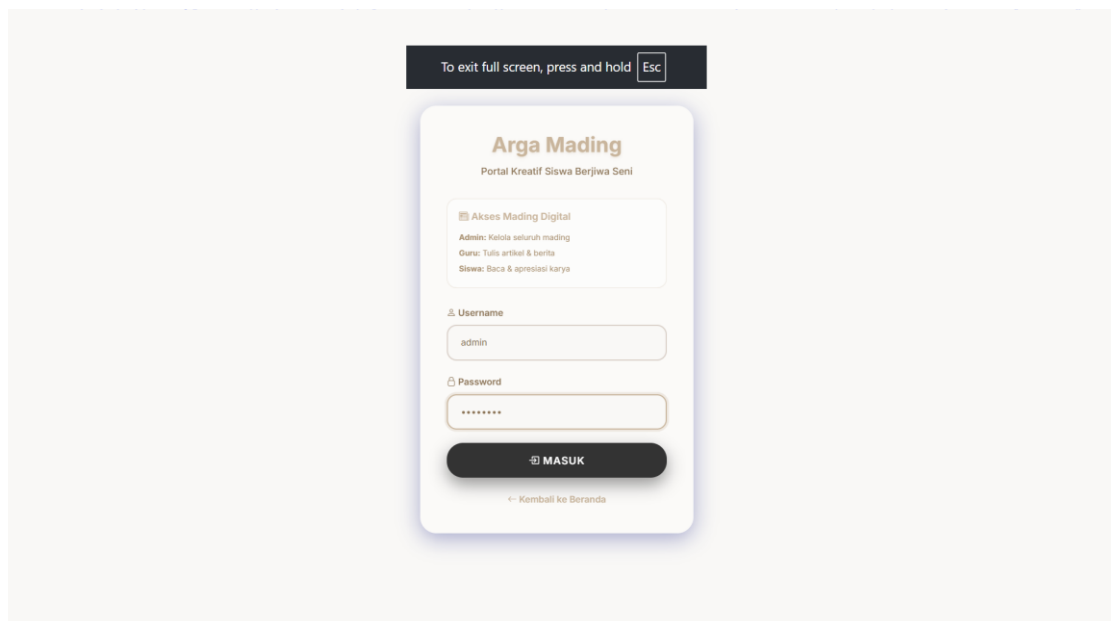 To exit full screen, press and hold Esc
Arga Mading
Portal Kreatif Siswa Berjiwa Seni
Akses Mading Digital
Admin: Kelola seluruh mading
Guru: Tulis artikel & berita
Siswa: Baca & apresiasi karya
Username
admin
Password
••••••••
MASUK
← Kembali ke Beranda